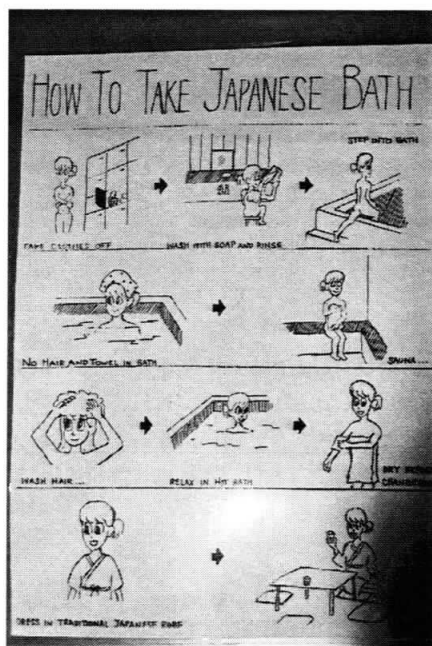 HOW TO TAKE JAPANESE BATH
STEP INTO BATH
TAKE CLOTHES OFF
WASH WITH SOAP AND RINSE
NO HAIR AND TOWEL IN BATH
SAUNA...
WASH HAIR...
RELAX IN HOT BATH
DRY BEFORE
CHANGING
DRESS IN TRADITIONAL JAPANESE ROBE